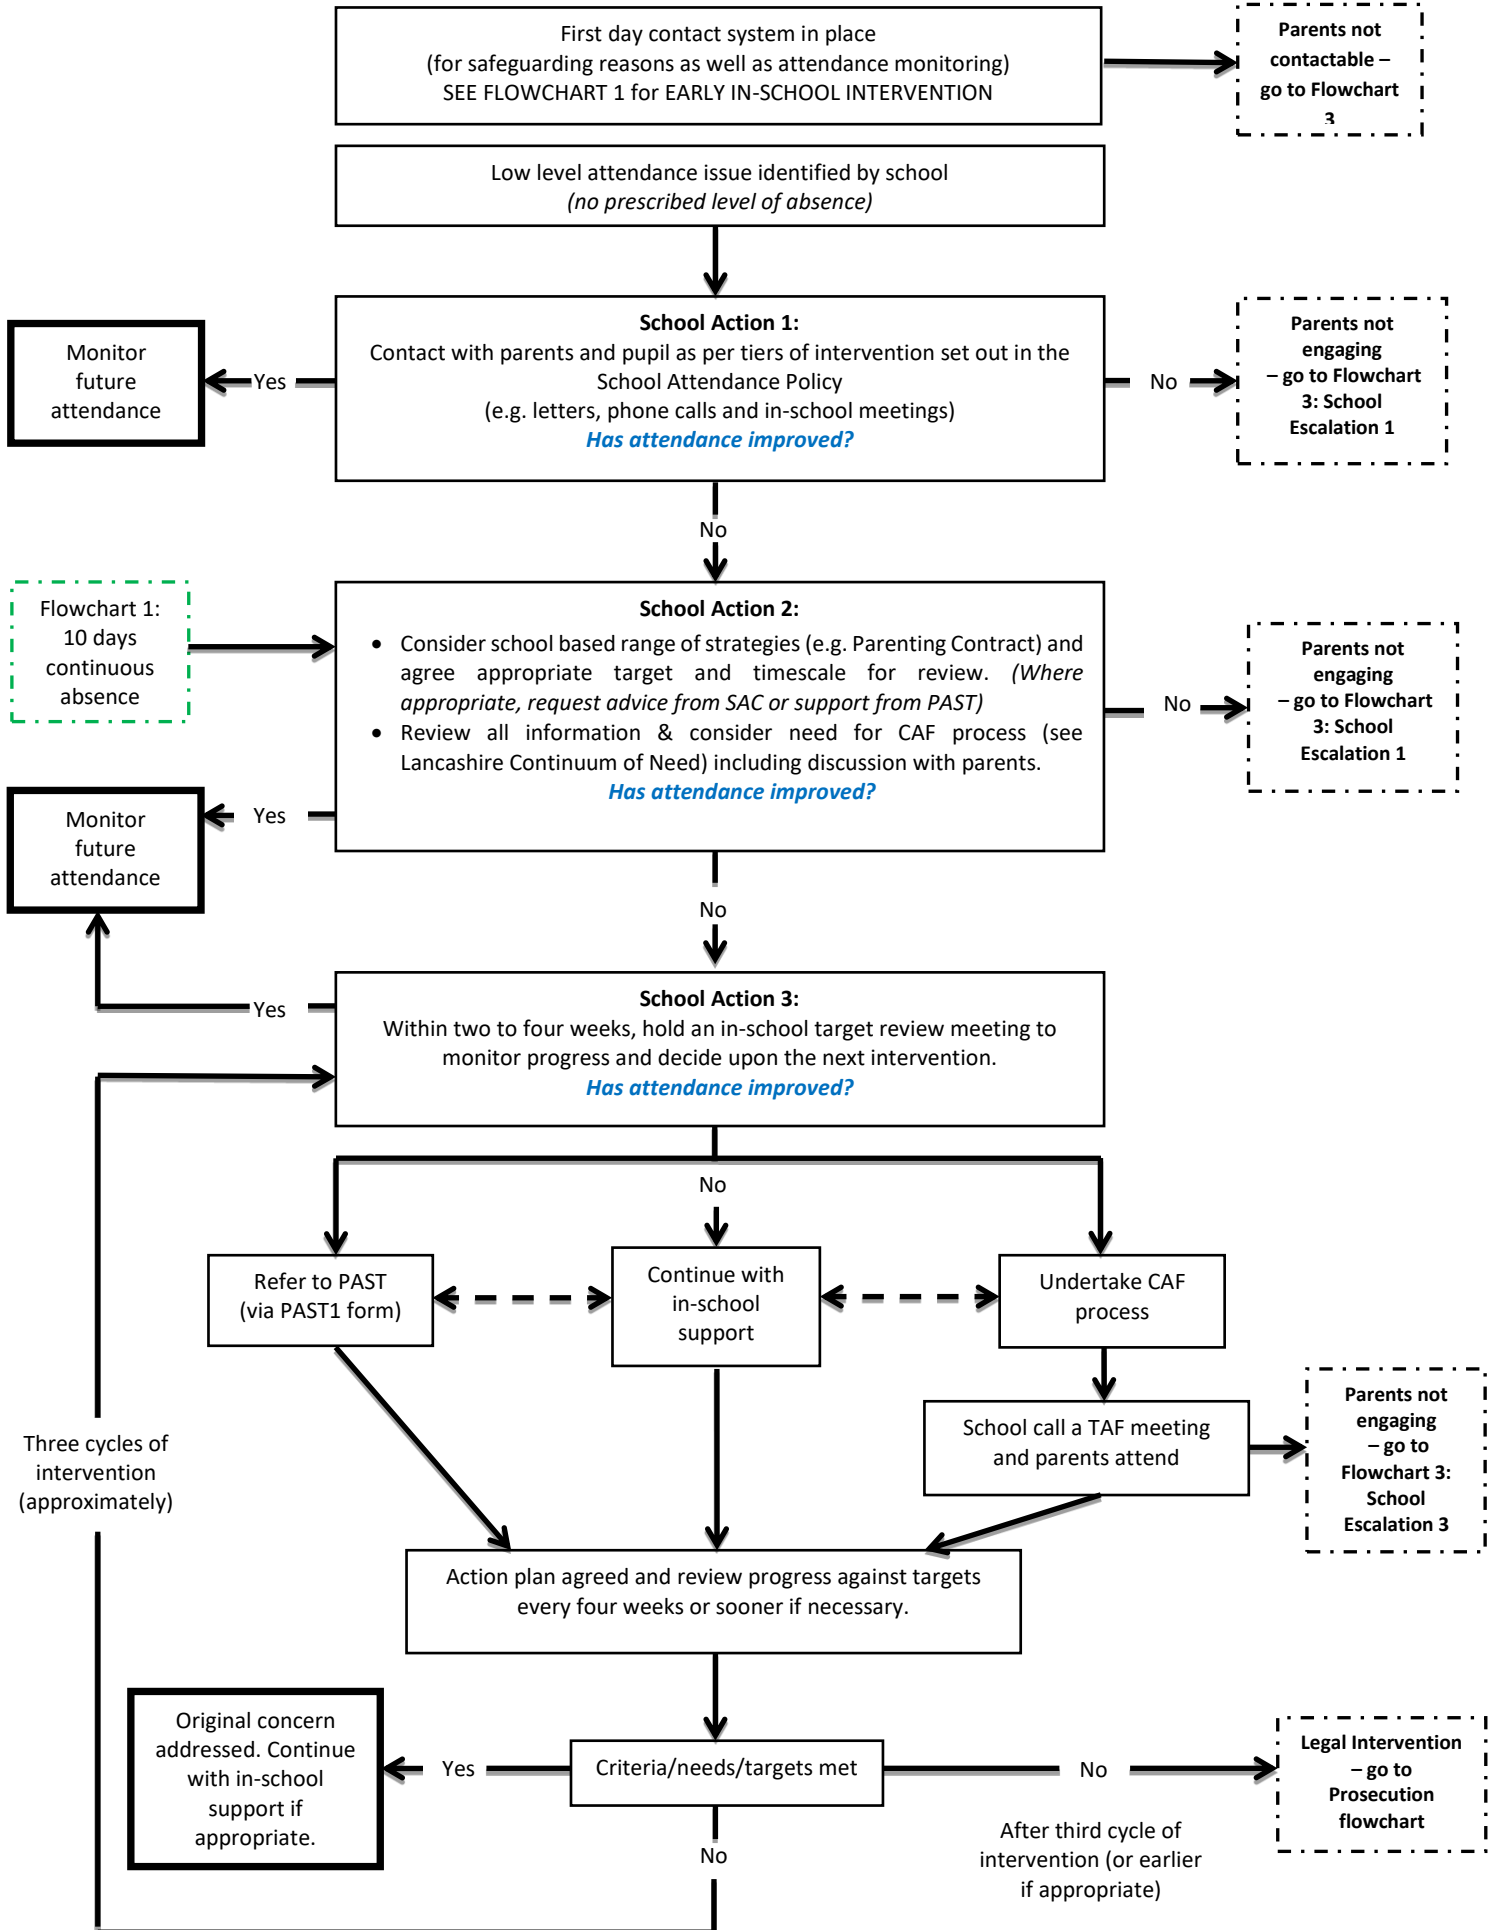 First day contact system in place
(for safeguarding reasons as well as attendance monitoring)
SEE FLOWCHART 1 for EARLY IN-SCHOOL INTERVENTION
Parents not
contactable –
go to Flowchart
3
Low level attendance issue identified by school
(no prescribed level of absence)
School Action 1:
Contact with parents and pupil as per tiers of intervention set out in the
School Attendance Policy
(e.g. letters, phone calls and in-school meetings)
Has attendance improved?
Yes
Monitor
future
attendance
No
Parents not
engaging
– go to Flowchart
3: School
Escalation 1
No
Flowchart 1:
10 days
continuous
absence
School Action 2:
• Consider school based range of strategies (e.g. Parenting Contract) and
agree appropriate target and timescale for review. (Where
appropriate, request advice from SAC or support from PAST)
• Review all information & consider need for CAF process (see
Lancashire Continuum of Need) including discussion with parents.
Has attendance improved?
No
Parents not
engaging
– go to Flowchart
3: School
Escalation 1
Yes
Monitor
future
attendance
No
School Action 3:
Within two to four weeks, hold an in-school target review meeting to
monitor progress and decide upon the next intervention.
Has attendance improved?
Yes
No
Refer to PAST
(via PAST1 form)
Continue with
in-school
support
Undertake CAF
process
School call a TAF meeting
and parents attend
Parents not
engaging
– go to
Flowchart 3:
School
Escalation 3
Three cycles of
intervention
(approximately)
Action plan agreed and review progress against targets
every four weeks or sooner if necessary.
Original concern
addressed. Continue
with in-school
support if
appropriate.
Yes
Criteria/needs/targets met
No
Legal Intervention
– go to
Prosecution
flowchart
After third cycle of
intervention (or earlier
if appropriate)
No